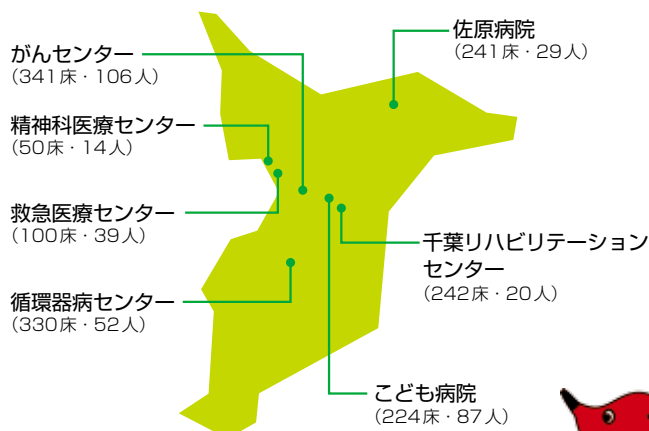 がんセンター
(341床・106人)
精神科医療センター
(50床・14人)
救急医療センター
(100床・39人)
循環器病センター
(330床・52人)
佐原病院
(241床・29人)
千葉リハビリテーション
センター
(242床・20人)
こども病院
(224床・87人)